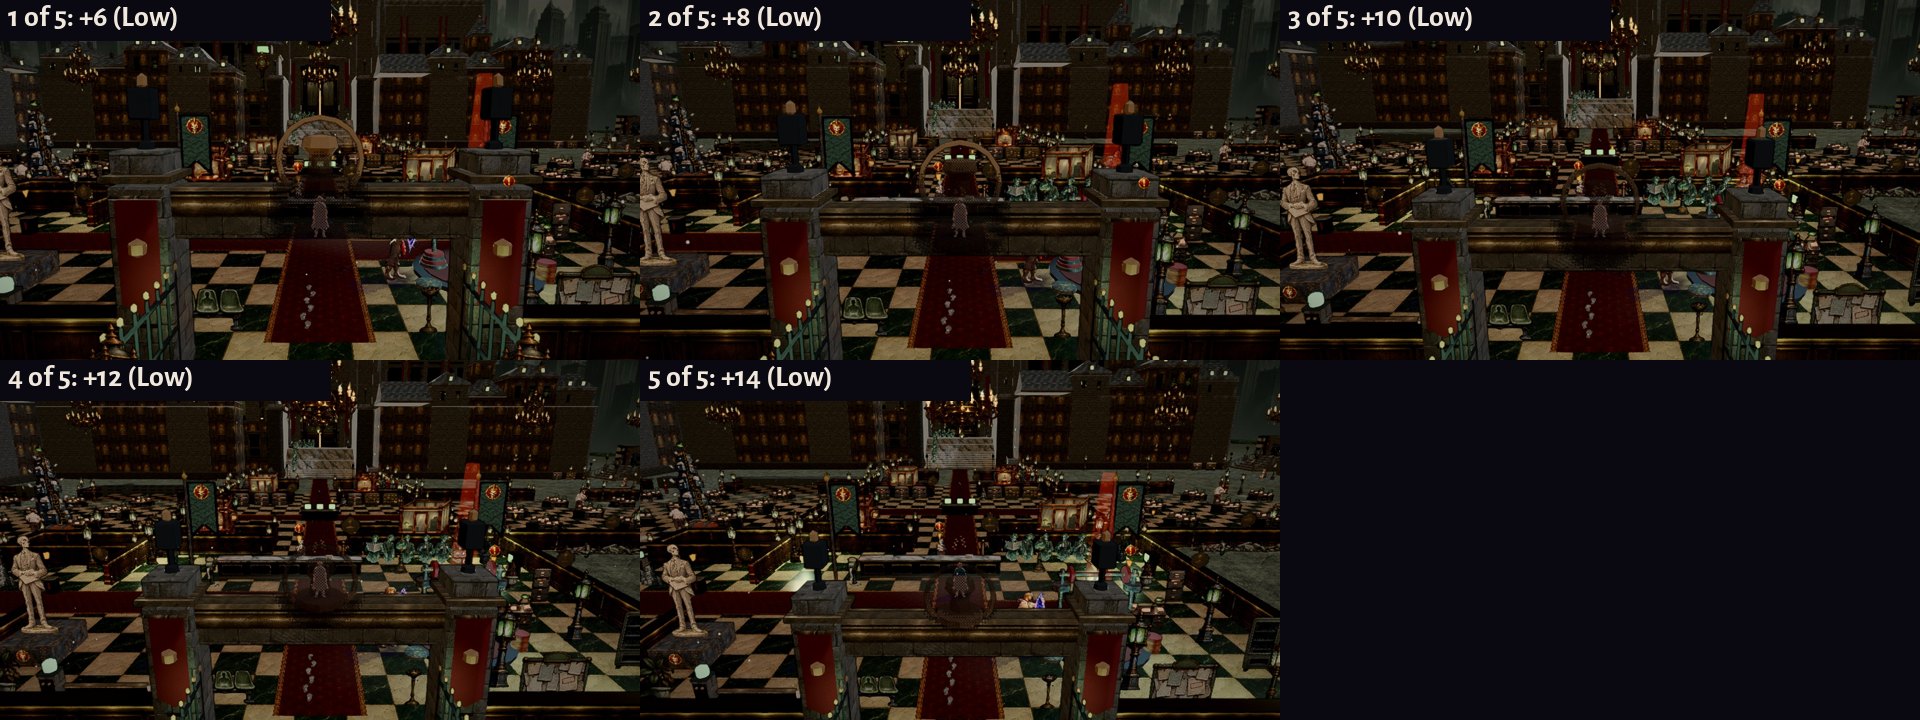 1 of 5: +6 (Low)
2 of 5: +8 (Low)
3 of 5: +10 (Low)
4 of 5: +12 (Low)
5 of 5: +14 (Low)